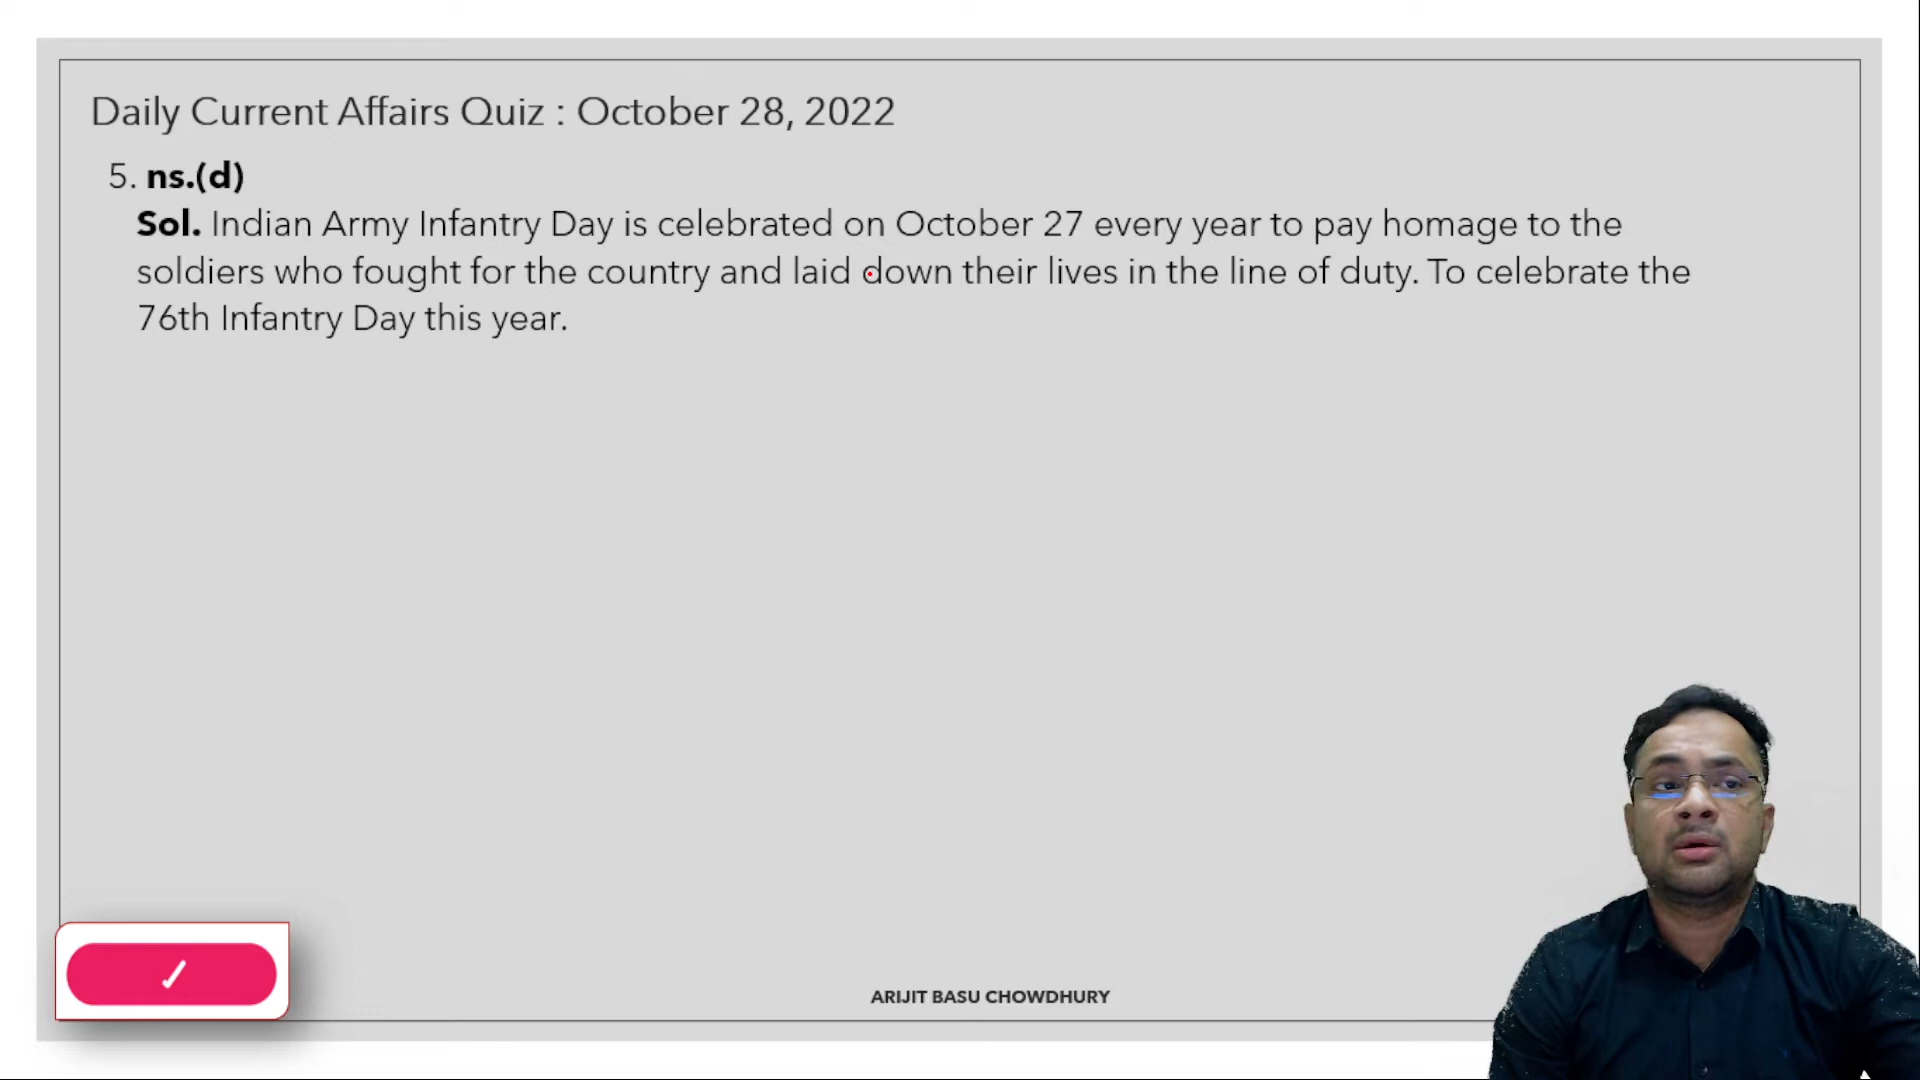 Daily Current Affairs Quiz : October 28, 2022
5. ns.(d)
Sol. Indian Army Infantry Day is celebrated on October 27 every year to pay homage to the
soldiers who fought for the country and laid down their lives in the line of duty. To celebrate the
76th Infantry Day this year.
ARIJIT BASU CHOWDHURY